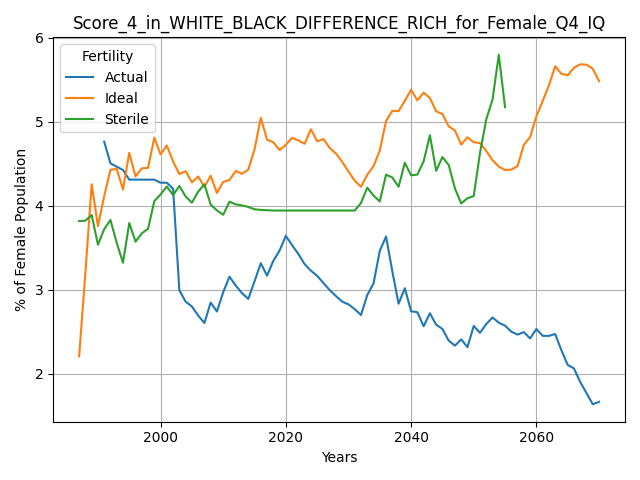 Score_4_in_WHITE_BLACK_DIFFERENCE_RICH_for_Female_Q4_IQ
Fertility
Actual
Ideal
Sterile
% of Female Population
6
5
4
3
2
2000 2020 2040 2060
Years